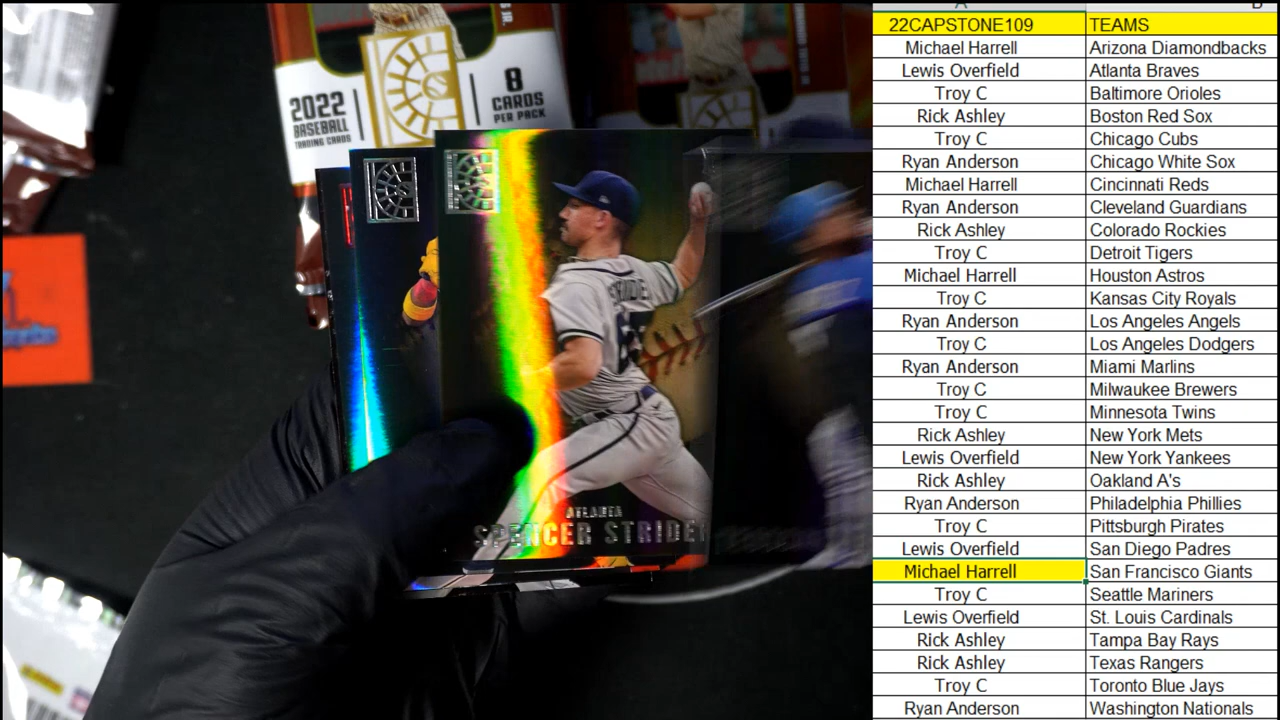 2022
BASEBALL
TRADING CARDS
8
CARDS
PER PACK
ATLANTA
SPENCER STRIDER
22CAPSTONE109 TEAMS
Michael Harrell Arizona Diamondbacks
Lewis Overfield Atlanta Braves
Troy C Baltimore Orioles
Rick Ashley Boston Red Sox
Troy C Chicago Cubs
Ryan Anderson Chicago White Sox
Michael Harrell Cincinnati Reds
Ryan Anderson Cleveland Guardians
Rick Ashley Colorado Rockies
Troy C Detroit Tigers
Michael Harrell Houston Astros
Troy C Kansas City Royals
Ryan Anderson Los Angeles Angels
Troy C Los Angeles Dodgers
Ryan Anderson Miami Marlins
Troy C Milwaukee Brewers
Troy C Minnesota Twins
Rick Ashley New York Mets
Lewis Overfield New York Yankees
Rick Ashley Oakland A's
Ryan Anderson Philadelphia Phillies
Troy C Pittsburgh Pirates
Lewis Overfield San Diego Padres
Michael Harrell San Francisco Giants
Troy C Seattle Mariners
Lewis Overfield St. Louis Cardinals
Rick Ashley Tampa Bay Rays
Rick Ashley Texas Rangers
Troy C Toronto Blue Jays
Ryan Anderson Washington Nationals